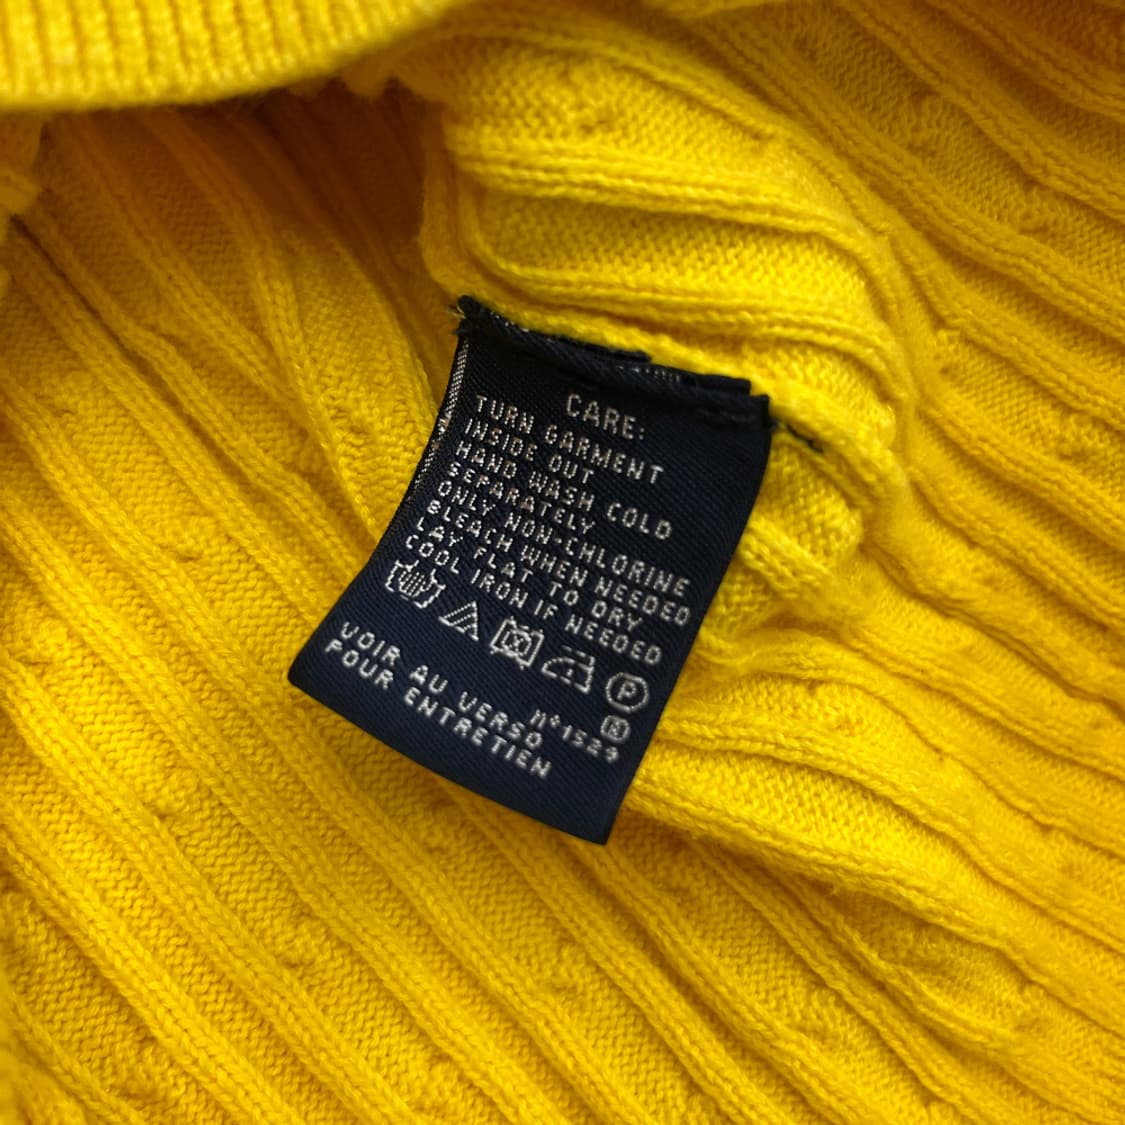 CARE:
TURN GARMENT
INSIDE OUT
HAND WASH COLD
SEPARATELY
ONLY NON-CHLORINE
BLEACH WHEN NEEDED
LAY FLAT TO DRY
COOL IRON IF NEEDED
P
R
n°1529
VOIR AU VERSO
POUR ENTRETIEN